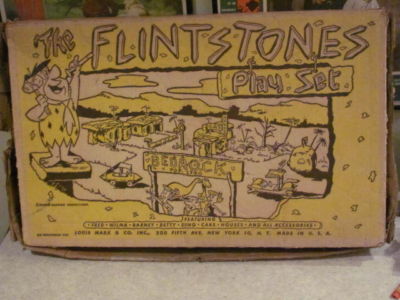 The FLINTSTONES
Play Set
BEDROCK
FEATURING
• FRED • WILMA • BARNEY • BETTY • DINO • CARS • HOUSES • AND ALL ACCESSORIES •
LOUIS MARX & CO. INC., 200 FIFTH AVE. NEW YORK 10, N. Y. MADE IN U. S. A.